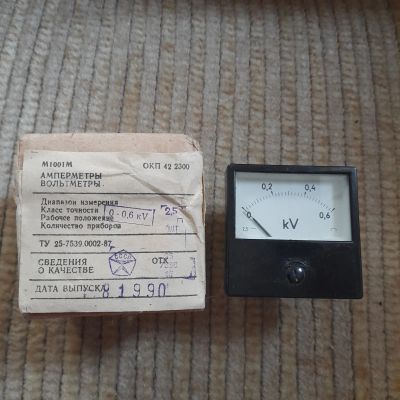 М1001М ОКП 42 2300
АМПЕРМЕТРЫ
ВОЛЬТМЕТРЫ
Диапазон измерения 0-0,6 kV
Класс точности 2,5
Рабочее положение
Количество приборов 1шт
ТУ 25-7539.0002-87
СВЕДЕНИЯ ОТК
О КАЧЕСТВЕ
ДАТА ВЫПУСКА 8 1990
0 0,2 0,4 0,6
kV